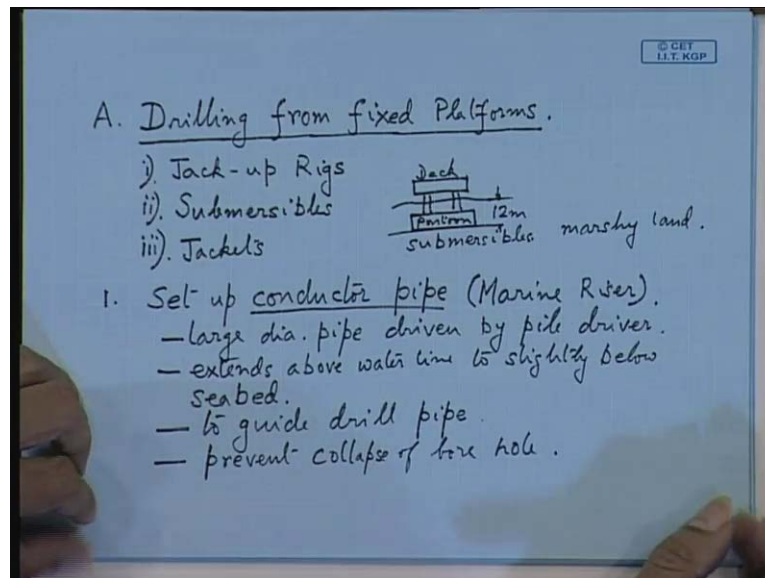 © CET
I.I.T. KGP
A. Drilling from fixed Platforms.
i). Jack-up Rigs
ii). Submersibles
iii). Jackets
Deck
Pontoon
12m
submersibles.
marshy land.
1. Set up conductor pipe (Marine Riser).
— large dia. pipe driven by pile driver.
— extends above water line to slightly below
seabed.
— to guide drill pipe.
— prevent collapse of bore hole.